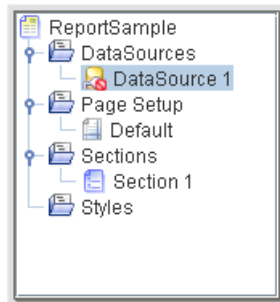 ReportSample
DataSources
DataSource 1
Page Setup
Default
Sections
Section 1
Styles